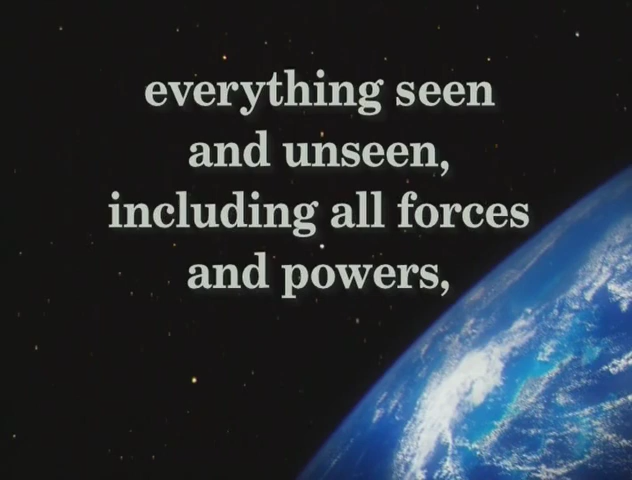 everything seen
and unseen,
including all forces
and powers,